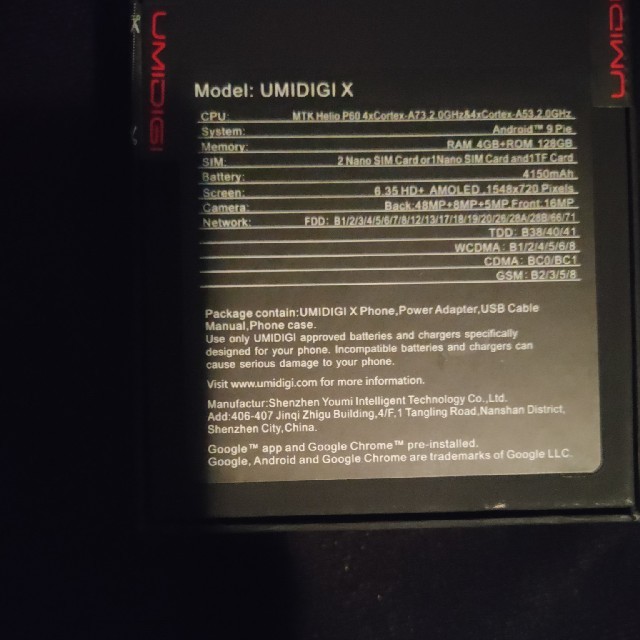 UMIDIGI
UMIDIGI
Model: UMIDIGI X
CPU: MTK Helio P60 4xCortex-A73,2.0GHz&4xCortex-A53,2.0GHz
System: Android™ 9 Pie
Memory: RAM 4GB+ROM 128GB
SIM: 2 Nano SIM Card or1Nano SIM Card and1TF Card
Battery: 4150mAh
Screen: 6.35 HD+ AMOLED ,1548x720 Pixels
Camera: Back:48MP+8MP+5MP Front 16MP
Network: FDD: B1/2/3/4/5/6/7/8/12/13/17/18/19/20/26/28A/28B/66/71
TDD: B38/40/41
WCDMA: B1/2/4/5/6/8
CDMA: BC0/BC1
GSM: B2/3/5/8
Package contain:UMIDIGI X Phone,Power Adapter,USB Cable
Manual,Phone case.
Use only UMIDIGI approved batteries and chargers specifically
designed for your phone. Incompatible batteries and chargers can
cause serious damage to your phone.
Visit www.umidigi.com for more information.
Manufactur:Shenzhen Youmi Intelligent Technology Co.,Ltd.
Add:406-407 Jinqi Zhigu Building,4/F,1 Tangling Road,Nanshan District,
Shenzhen City,China.
Google™ app and Google Chrome™ pre-installed.
Google, Android and Google Chrome are trademarks of Google LLC.